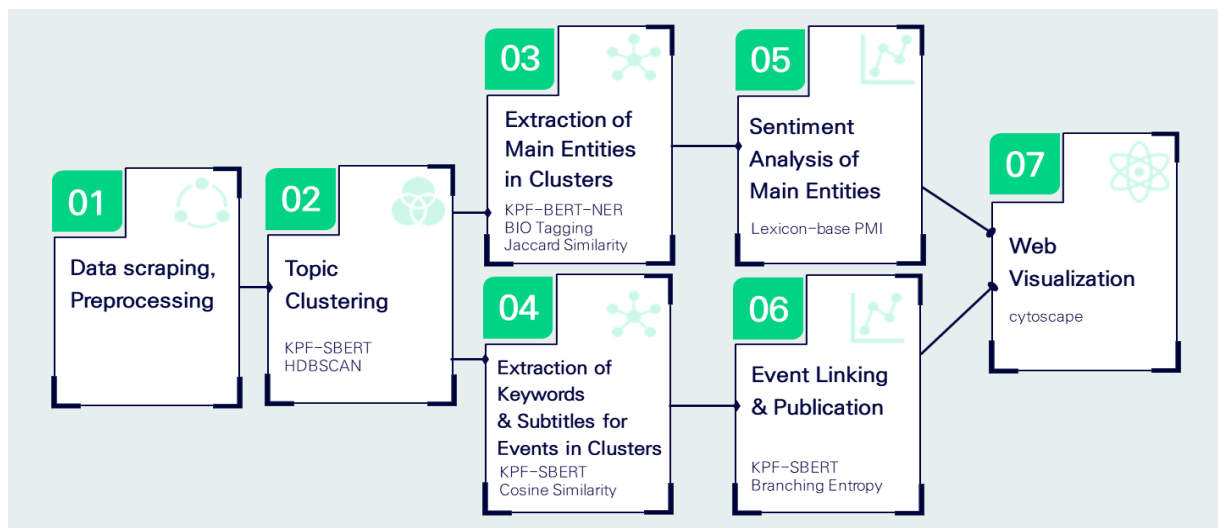 01
Data scraping,
Preprocessing
02
Topic
Clustering
KPF-SBERT
HDBSCAN
03
Extraction of
Main Entities
in Clusters
KPF-BERT-NER
BIO Tagging
Jaccard Similarity
04
Extraction of
Keywords
& Subtitles for
Events in Clusters
KPF-SBERT
Cosine Similarity
05
Sentiment
Analysis of
Main Entities
Lexicon-base PMI
06
Event Linking
& Publication
KPF-SBERT
Branching Entropy
07
Web
Visualization
cytoscape